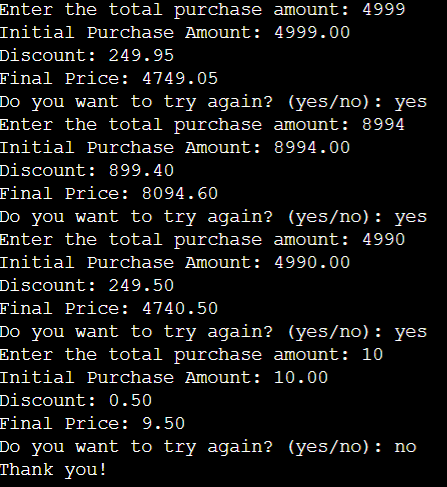 Enter the total purchase amount: 4999
Initial Purchase Amount: 4999.00
Discount: 249.95
Final Price: 4749.05
Do you want to try again? (yes/no): yes
Enter the total purchase amount: 8994
Initial Purchase Amount: 8994.00
Discount: 899.40
Final Price: 8094.60
Do you want to try again? (yes/no): yes
Enter the total purchase amount: 4990
Initial Purchase Amount: 4990.00
Discount: 249.50
Final Price: 4740.50
Do you want to try again? (yes/no): yes
Enter the total purchase amount: 10
Initial Purchase Amount: 10.00
Discount: 0.50
Final Price: 9.50
Do you want to try again? (yes/no): no
Thank you!